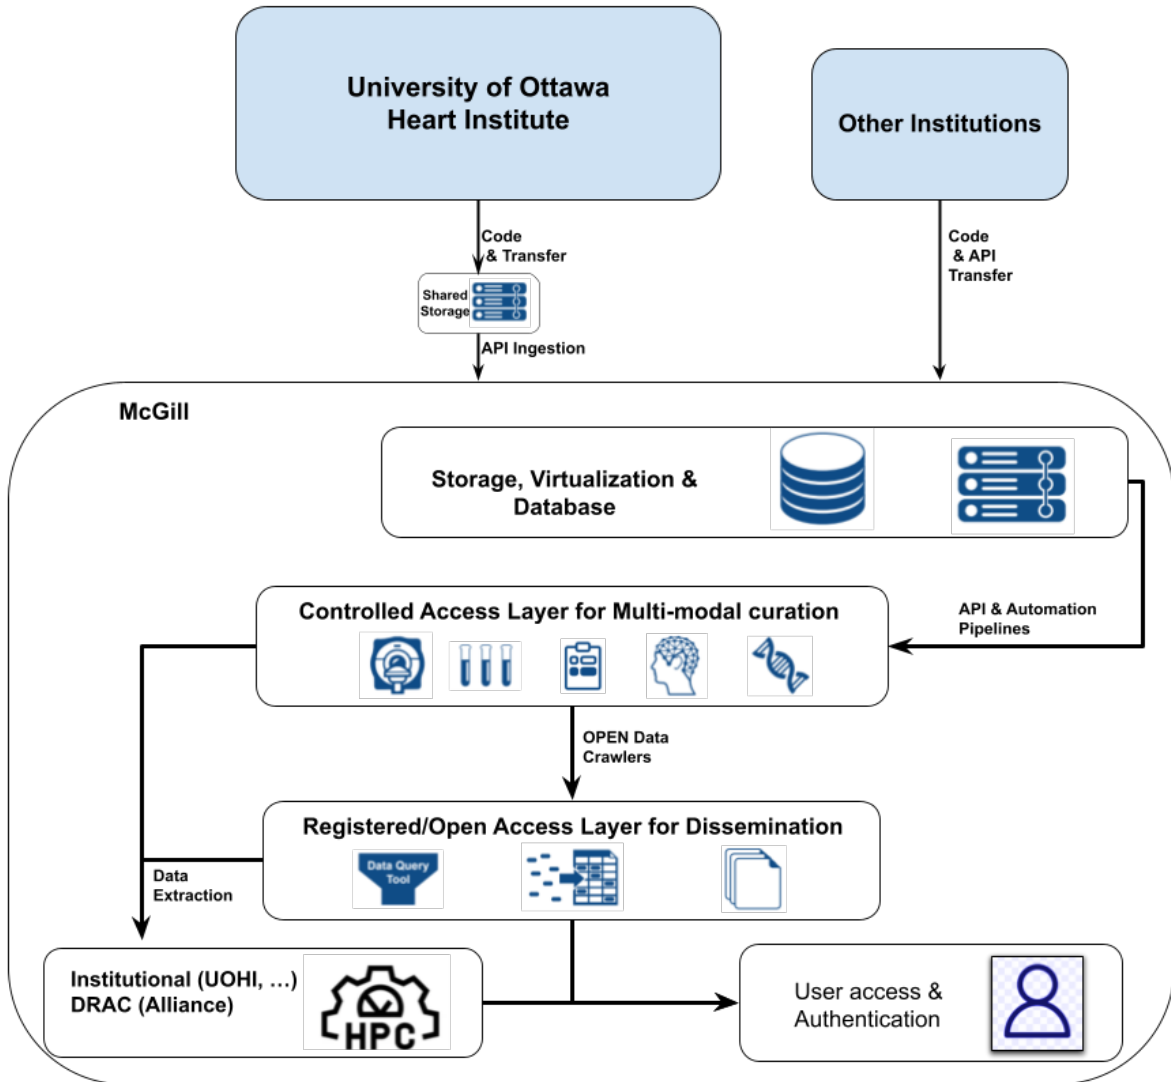 University of Ottawa
Heart Institute
Other Institutions
Code
& Transfer
Code
& API
Transfer
Shared
Storage
API Ingestion
McGill
Storage, Virtualization &
Database
Controlled Access Layer for Multi-modal curation
API & Automation
Pipelines
OPEN Data
Crawlers
Registered/Open Access Layer for Dissemination
Data Query
Tool
Data
Extraction
Institutional (UOHI, ...)
DRAC (Alliance)
HPC
User access &
Authentication